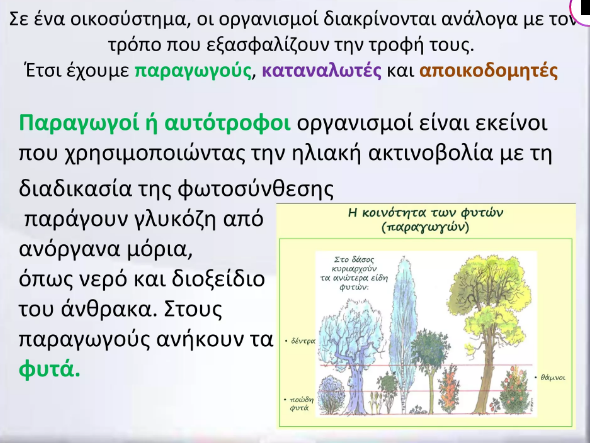 Σε ένα οικοσύστημα, οι οργανισμοί διακρίνονται ανάλογα με τον
τρόπο που εξασφαλίζουν την τροφή τους.
Έτσι έχουμε παραγωγούς, καταναλωτές και αποικοδομητές
Παραγωγοί ή αυτότροφοι οργανισμοί είναι εκείνοι
που χρησιμοποιώντας την ηλιακή ακτινοβολία με τη
διαδικασία της φωτοσύνθεσης
παράγουν γλυκόζη από
ανόργανα μόρια,
όπως νερό και διοξείδιο
του άνθρακα. Στους
παραγωγούς ανήκουν τα
φυτά.
Η κοινότητα των φυτών
(παραγωγών)
Στο δάσος
κυριαρχούν
τα ανώτερα είδη
φυτών:
• δέντρα
• θάμνοι
• ποώδη
φυτά